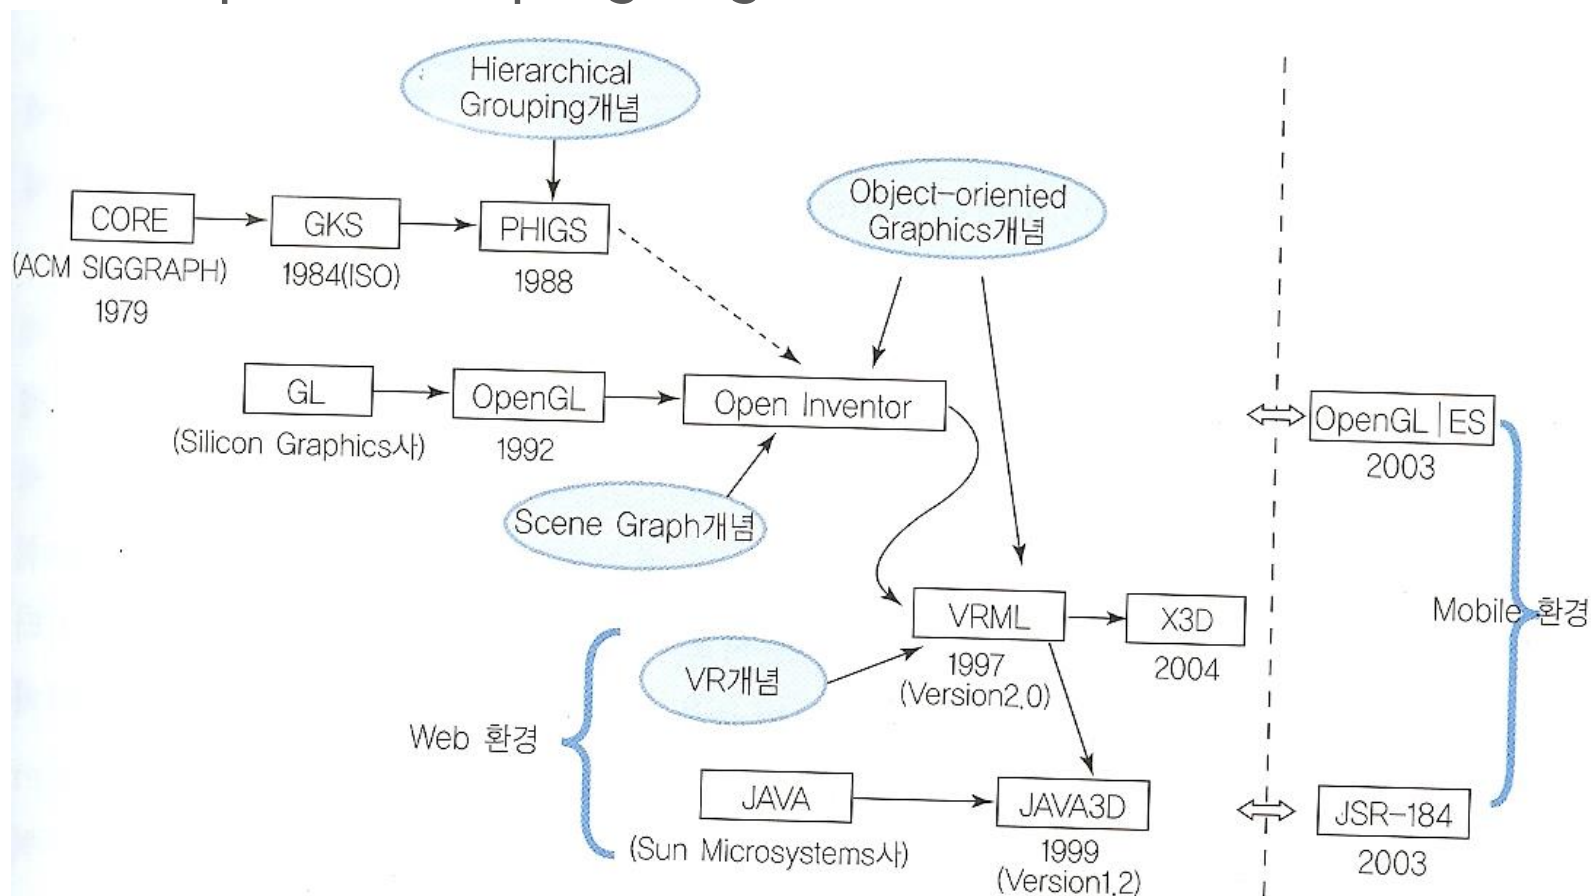 Hierarchical
Grouping개념
Object-oriented
Graphics개념
CORE
GKS
PHIGS
(ACM SIGGRAPH)
1979
1984(ISO)
1988
GL
OpenGL
Open Inventor
OpenGL|ES
(Silicon Graphics사)
1992
2003
Scene Graph개념
VRML
X3D
Mobile 환경
1997
(Version2.0)
2004
VR개념
Web 환경
JAVA
JAVA3D
JSR-184
(Sun Microsystems사)
1999
(Version1.2)
2003